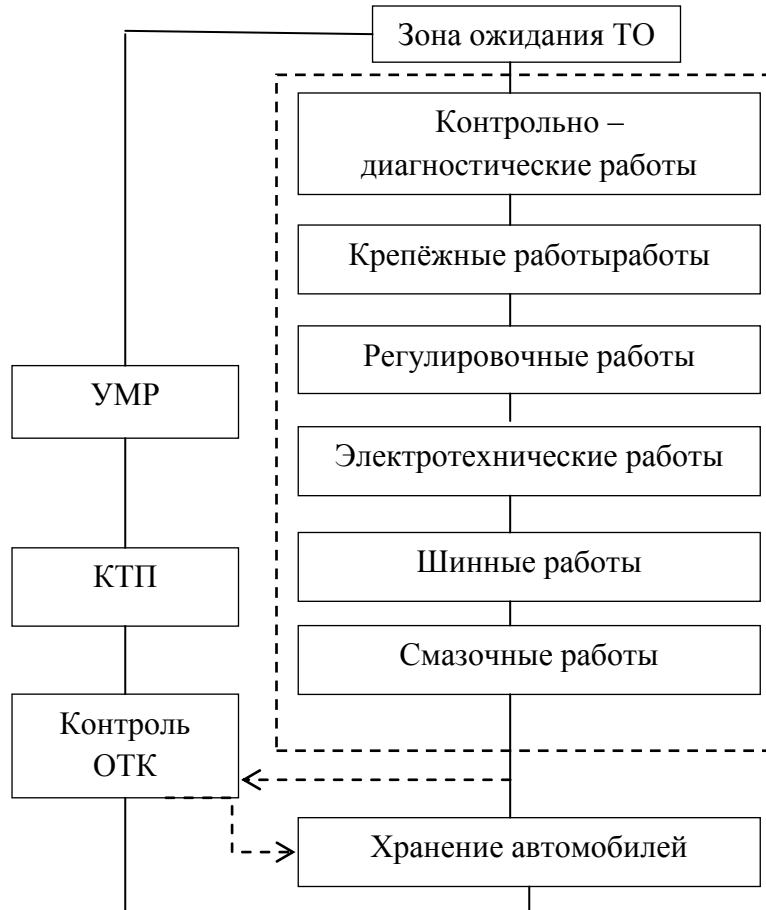 Зона ожидания ТО
Контрольно –
диагностические работы
Крепёжные работыработы
Регулировочные работы
УМР
Электротехнические работы
Шинные работы
КТП
Смазочные работы
Контроль
ОТК
Хранение автомобилей